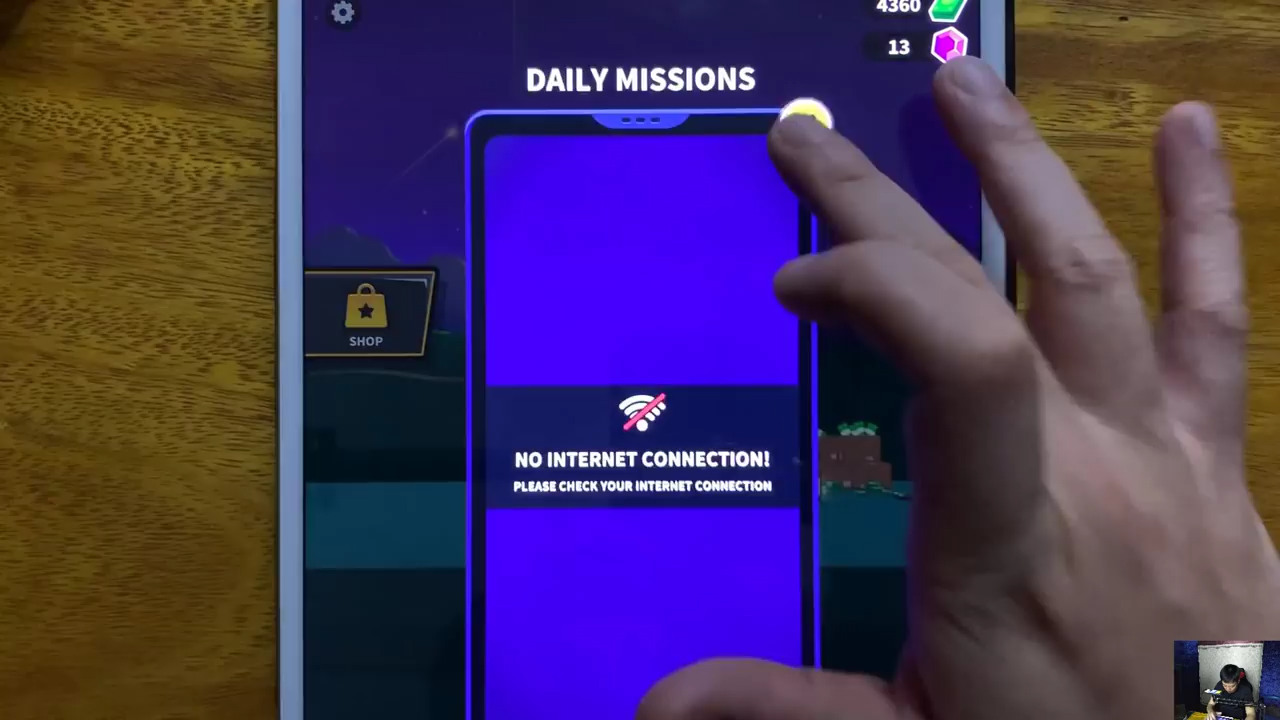 4360
13
DAILY MISSIONS
SHOP
NO INTERNET CONNECTION!
PLEASE CHECK YOUR INTERNET CONNECTION